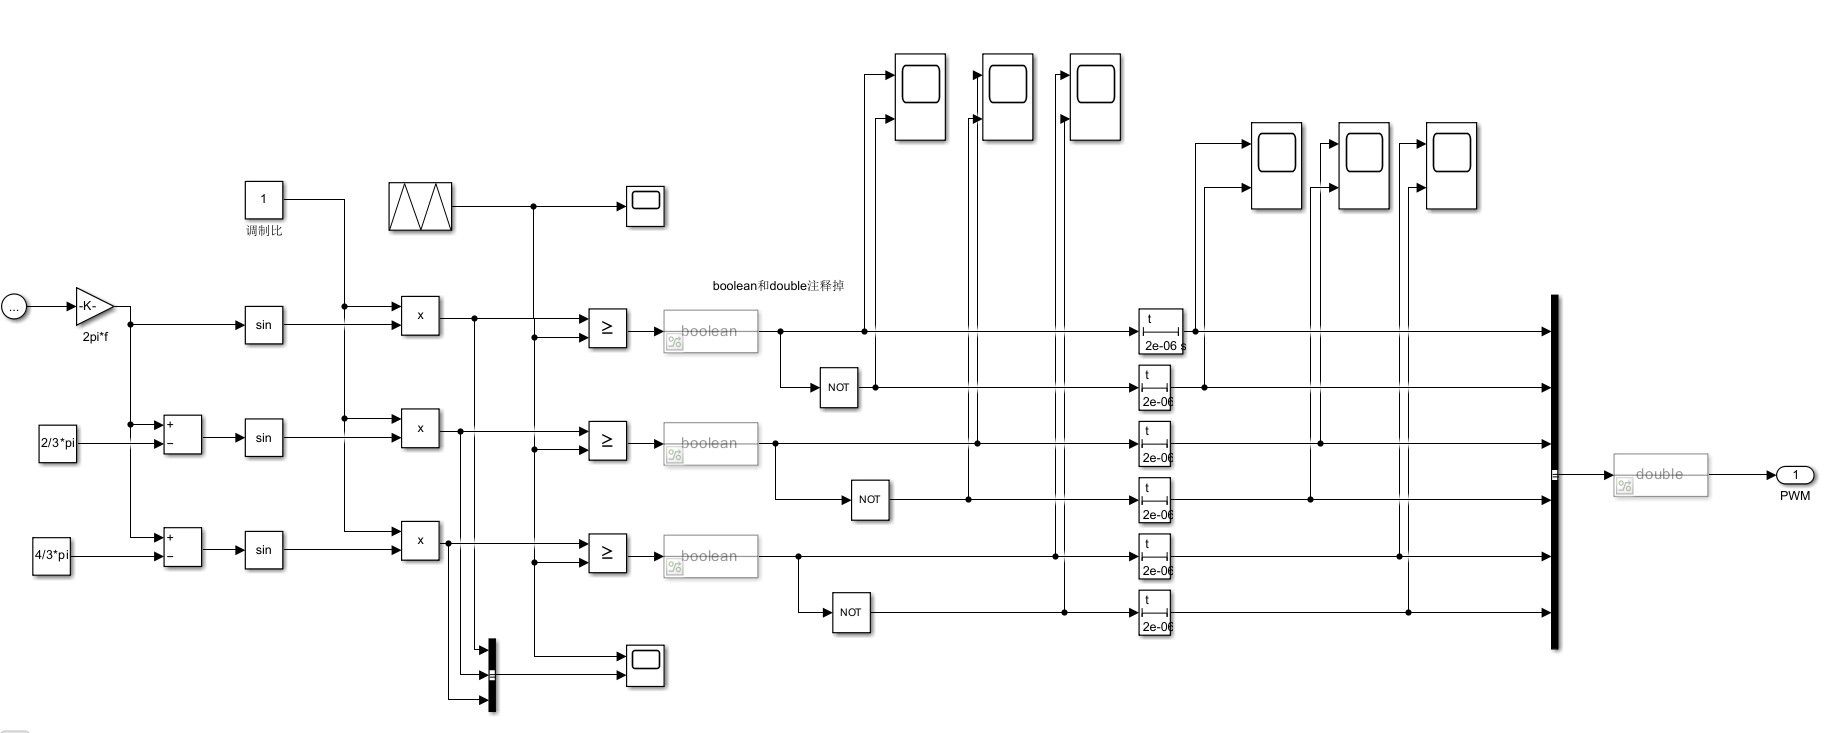 1
调制比
boolean和double注释掉
...
-K-
2pi*f
sin
x
≥
boolean
t
2e-06 s
NOT
t
2e-06
2/3*pi
+
−
sin
x
≥
boolean
t
2e-06
NOT
t
2e-06
double
1
PWM
4/3*pi
+
−
sin
x
≥
boolean
t
2e-06
NOT
t
2e-06